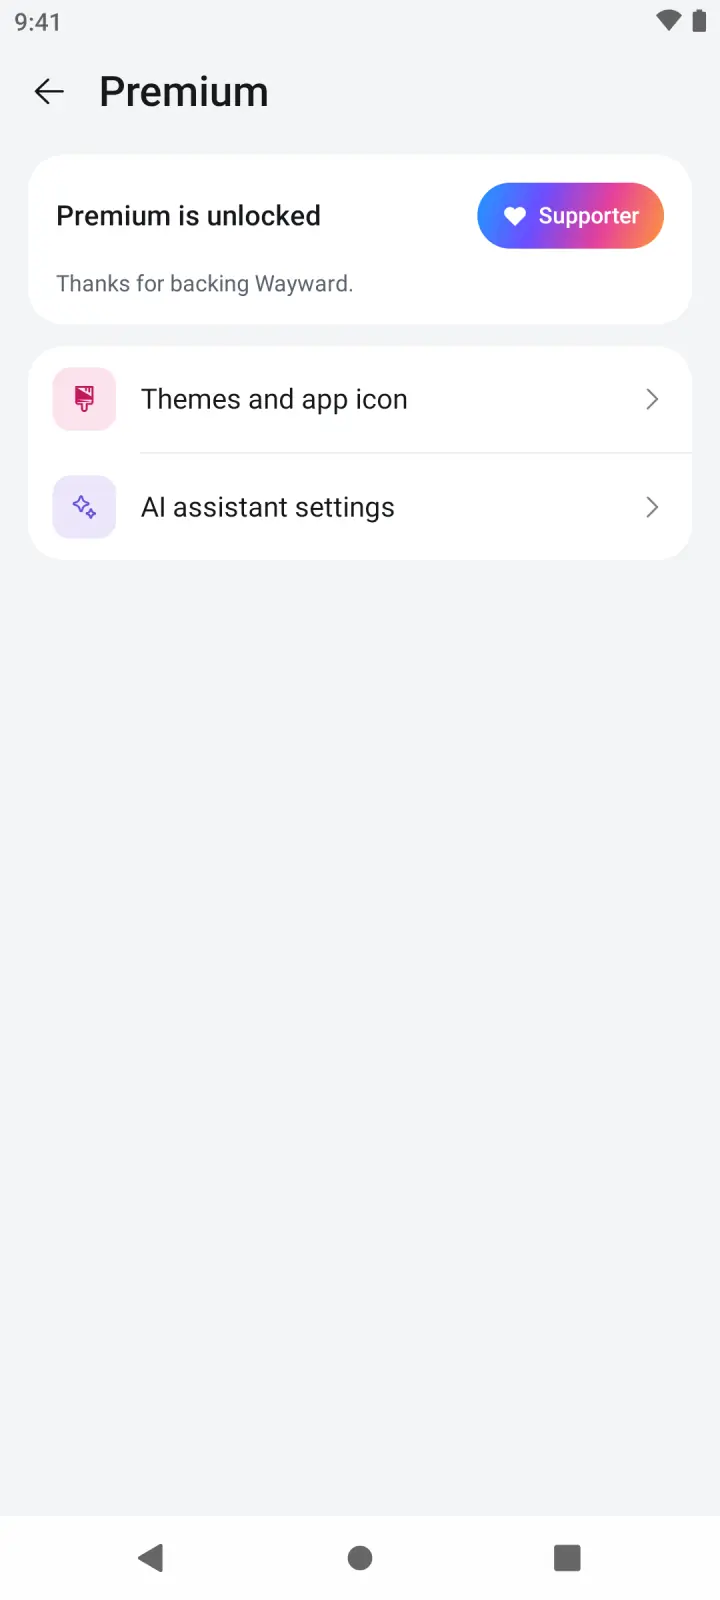 9:41
Premium
Premium is unlocked
Supporter
Thanks for backing Wayward.
Themes and app icon
AI assistant settings